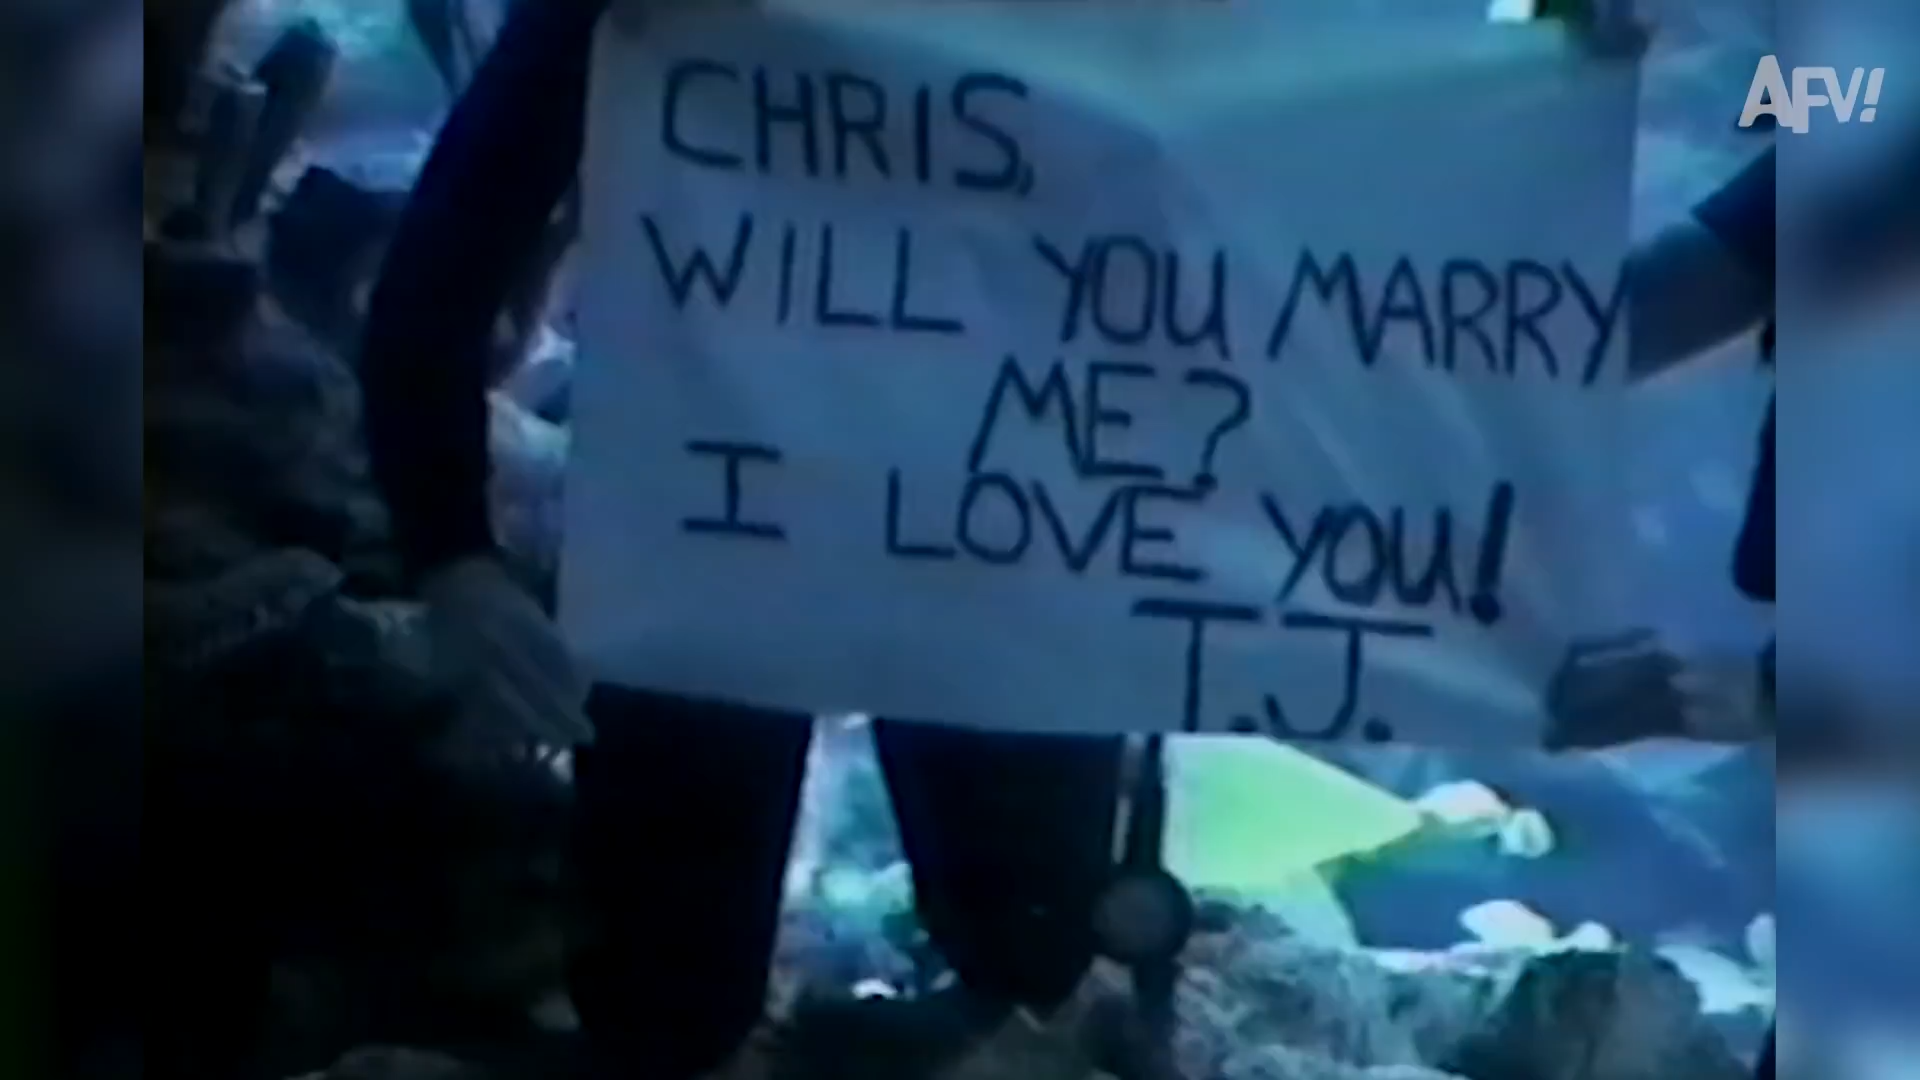 AFV!
CHRIS,
WILL YOU MARRY
ME?
I LOVE YOU!
T.J.